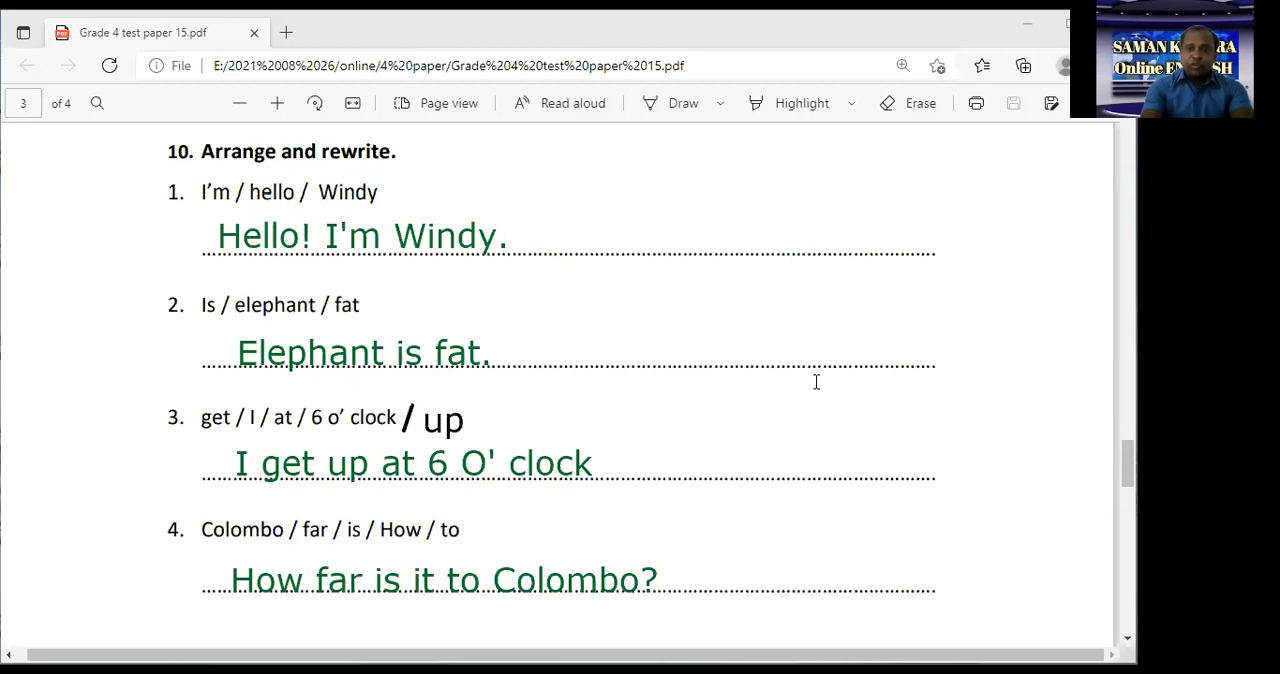 Grade 4 test paper 15.pdf
File E:/2021%2008%2026/online/4%20paper/Grade%204%20test%20paper%2015.pdf
3 of 4 Page view Read aloud Draw Highlight Erase
Online EN
10. Arrange and rewrite.
1. I'm / hello / Windy
Hello! I'm Windy.
2. Is / elephant / fat
Elephant is fat.
3. get / I / at / 6 o' clock / up
I get up at 6 O' clock
4. Colombo / far / is / How / to
How far is it to Colombo?